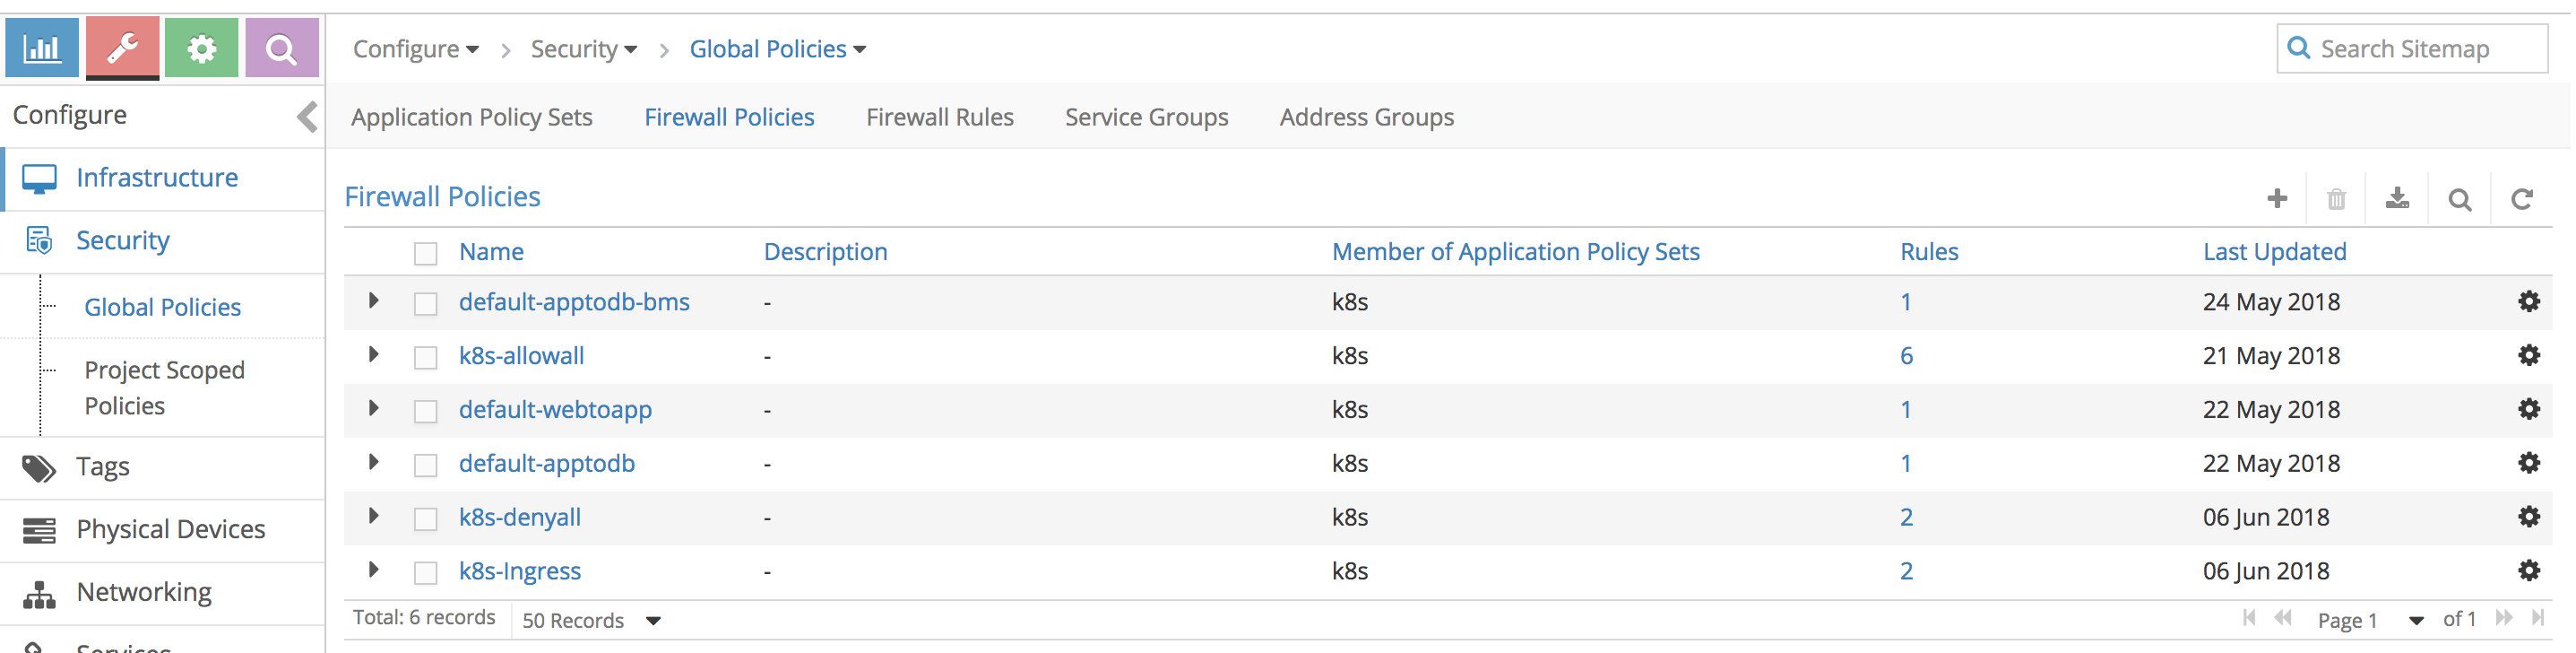 Configure
Security
Global Policies
Search Sitemap
Configure
Application Policy Sets
Firewall Policies
Firewall Rules
Service Groups
Address Groups
Infrastructure
Security
Global Policies
Project Scoped
Policies
Tags
Physical Devices
Networking
Services
Firewall Policies
Name Description Member of Application Policy Sets Rules Last Updated
default-apptodb-bms - k8s 1 24 May 2018
k8s-allowall - k8s 6 21 May 2018
default-webtoapp - k8s 1 22 May 2018
default-apptodb - k8s 1 22 May 2018
k8s-denyall - k8s 2 06 Jun 2018
k8s-Ingress - k8s 2 06 Jun 2018
Total: 6 records 50 Records Page 1 of 1